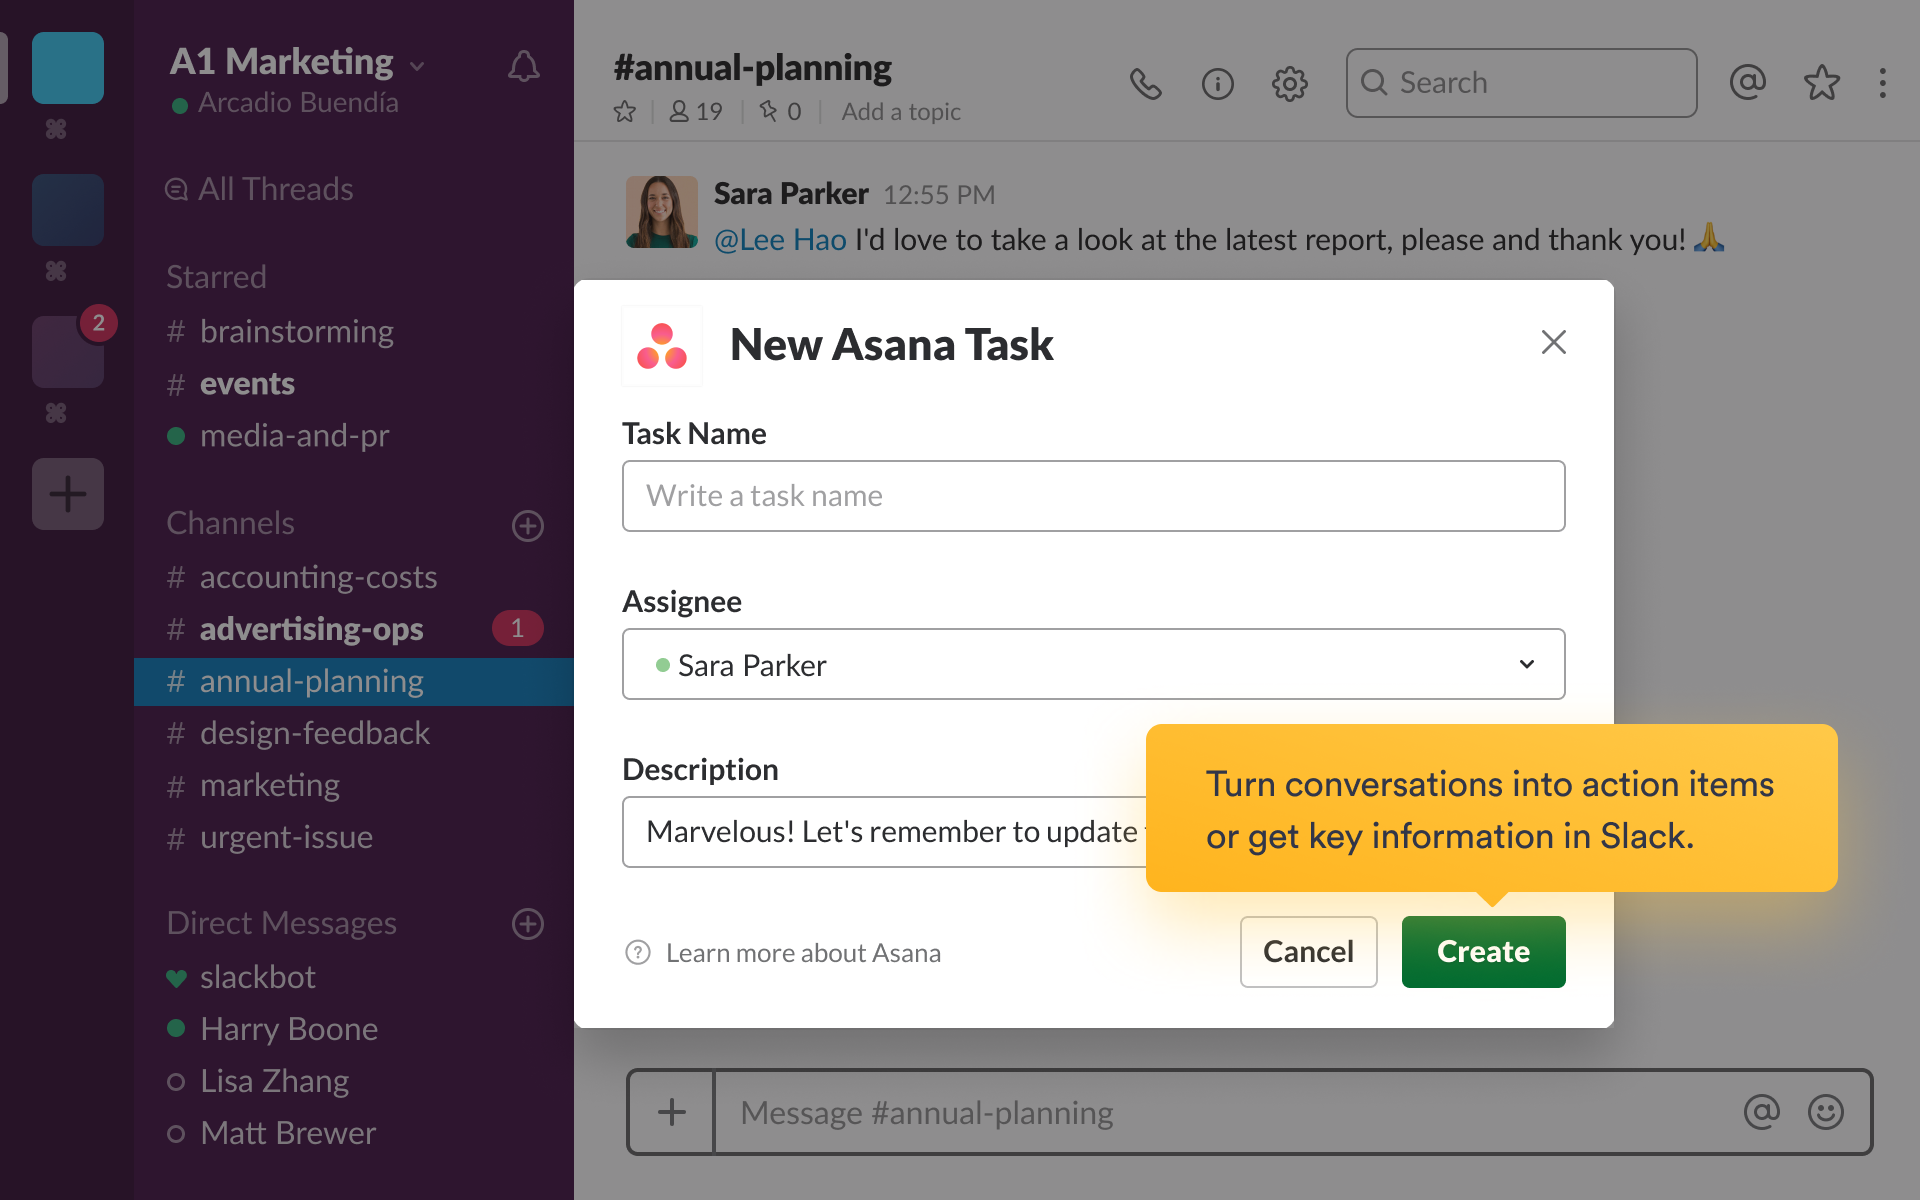 A1 Marketing
Arcadio Buendía
All Threads
Starred
2
# brainstorming
# events
media-and-pr
Channels
# accounting-costs
# advertising-ops 1
# annual-planning
# design-feedback
# marketing
# urgent-issue
Direct Messages
slackbot
Harry Boone
Lisa Zhang
Matt Brewer
#annual-planning
19 0 Add a topic
Search
Sara Parker 12:55 PM
@Lee Hao I'd love to take a look at the latest report, please and thank you! 🙏
New Asana Task
Task Name
Write a task name
Assignee
Sara Parker
Description
Marvelous! Let's remember to update
Turn conversations into action items
or get key information in Slack.
Learn more about Asana
Cancel
Create
Message #annual-planning